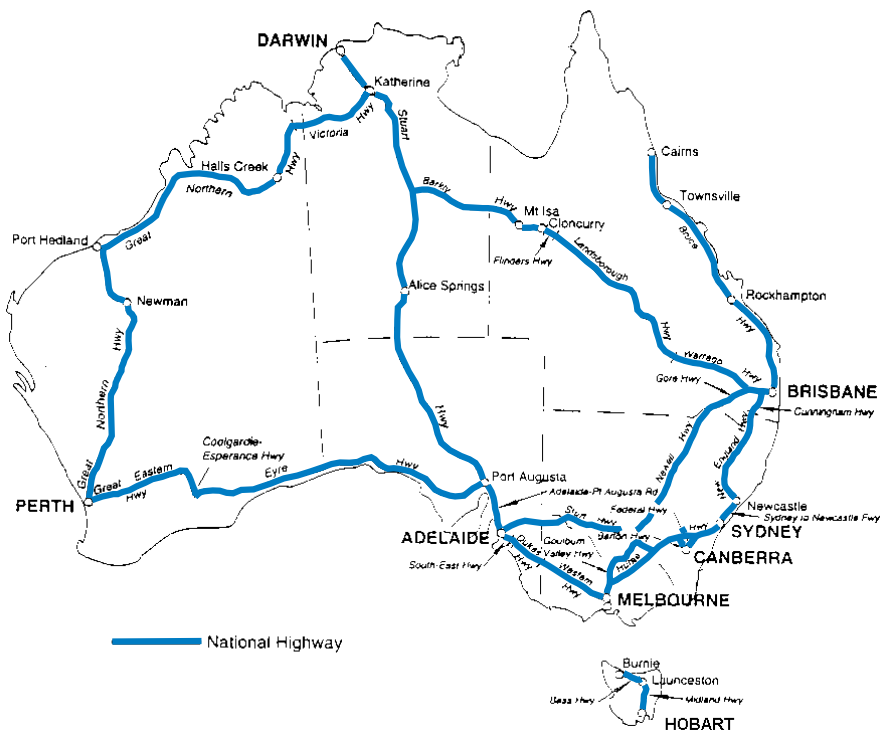 DARWIN
Katherine
Hwy
Victoria
Stuart
Halls Creek
Hwy
Northern
Great
Port Hedland
Newman
Hwy
Northern
Great
Barkly
Hwy
Mt Isa
Cloncurry
Flinders Hwy
Landsborough
Hwy
Warrego
Hwy
Cairns
Townsville
Bruce
Rockhampton
Hwy
Alice Springs
Hwy
Gore Hwy
BRISBANE
Cunningham Hwy
Hwy
England
New
Hwy
Newell
Coolgardie-
Esperance Hwy
Great
Eastern
Hwy
Eyre
Hwy
PERTH
Port Augusta
Adelaide-Pt Augusta Rd
Newcastle
Sydney to Newcastle Fwy
SYDNEY
Federal Hwy
Barton Hwy
Hwy
CANBERRA
Sturt
Hwy
ADELAIDE
South-East Hwy
Dukes
Hwy
Goulburn
Valley Hwy
Western
Hwy
Hume
MELBOURNE
National Highway
Burnie
Launceston
Bass Hwy
Midland Hwy
HOBART